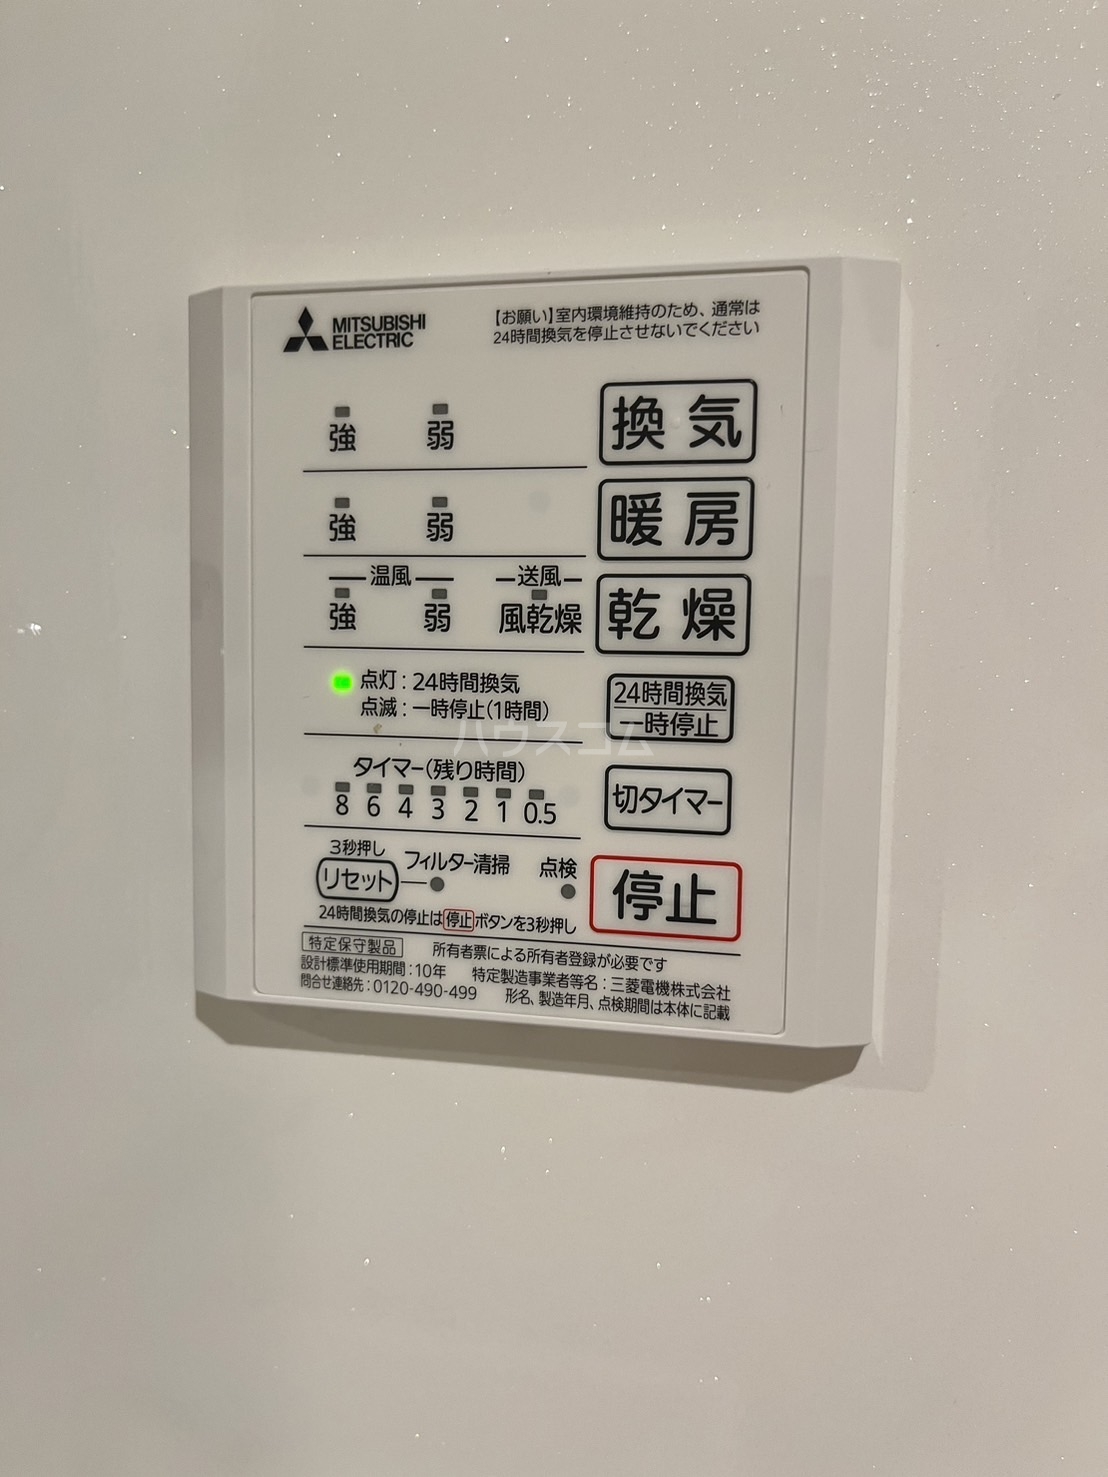 MITSUBISHI
ELECTRIC
【お願い】室内環境維持のため、通常は
24時間換気を停止させないでください
強 弱 換気
強 弱 暖房
温風 送風
強 弱 風乾燥 乾燥
点灯:24時間換気
点滅:一時停止(1時間)
24時間換気
一時停止
ハウスコム
タイマー(残り時間)
8 6 4 3 2 1 0.5
切タイマー
3秒押し
リセット フィルター清掃 点検
停止
24時間換気の停止は停止ボタンを3秒押し
特定保守製品 所有者票による所有者登録が必要です
設計標準使用期間:10年 特定製造事業者等名:三菱電機株式会社
問合せ連絡先:0120-490-499 形名、製造年月、点検期間は本体に記載